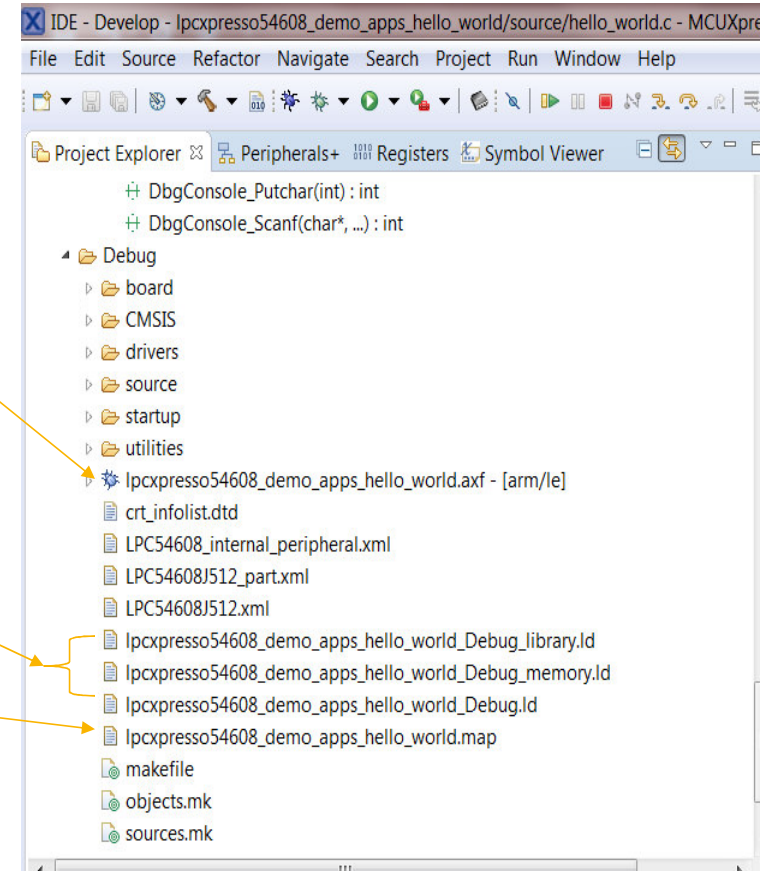 IDE - Develop - lpcxpresso54608_demo_apps_hello_world/source/hello_world.c - MCUXpre
File Edit Source Refactor Navigate Search Project Run Window Help
Project Explorer Peripherals+ Registers Symbol Viewer
DbgConsole_Putchar(int) : int
DbgConsole_Scanf(char*, ...) : int
Debug
board
CMSIS
drivers
source
startup
utilities
lpcxpresso54608_demo_apps_hello_world.axf - [arm/le]
crt_infolist.dtd
LPC54608_internal_peripheral.xml
LPC54608J512_part.xml
LPC54608J512.xml
lpcxpresso54608_demo_apps_hello_world_Debug_library.ld
lpcxpresso54608_demo_apps_hello_world_Debug_memory.ld
lpcxpresso54608_demo_apps_hello_world_Debug.ld
lpcxpresso54608_demo_apps_hello_world.map
makefile
objects.mk
sources.mk